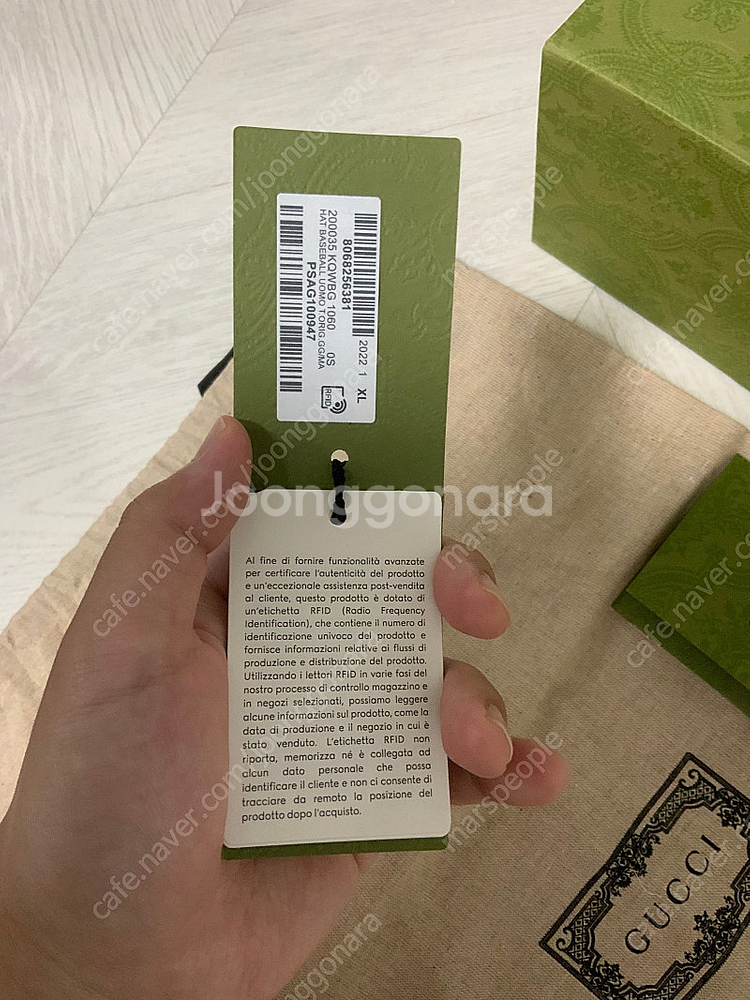 8068256381
2022 1 XL
200035 KQWBG 1060 0S
HAT BASEBALL UOMO T.ORIG.GG/MA
PSAG100947
RFID
Joonggonara
Al fine di fornire funzionalità avanzate
per certificare l'autenticità del prodotto
e un'eccezionale assistenza post-vendita
al cliente, questo prodotto è dotato di
un'etichetta RFID (Radio Frequency
Identification), che contiene il numero di
identificazione univoco del prodotto e
fornisce informazioni relative ai flussi di
produzione e distribuzione del prodotto.
Utilizzando i lettori RFID in varie fasi del
nostro processo di controllo magazzino e
in negozi selezionati, possiamo leggere
alcune informazioni sul prodotto, come la
data di produzione e il negozio in cui è
stato venduto. L'etichetta RFID non
riporta, memorizza né è collegata ad
alcun dato personale che possa
identificare il cliente e non ci consente di
tracciare da remoto la posizione del
prodotto dopo l'acquisto.
GUCCI
cafe.naver.com/joonggonara
marspeople